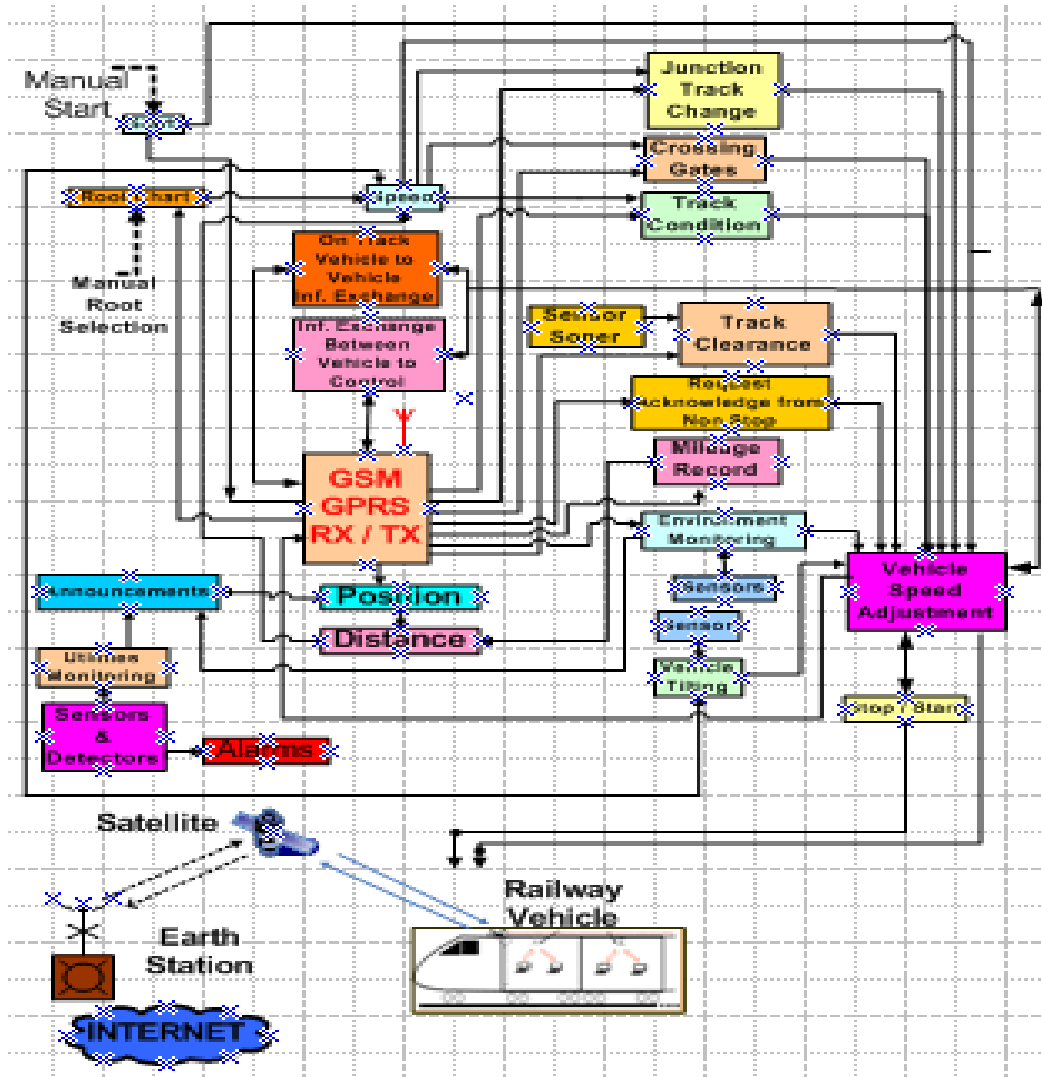 Manual
Start
Root Chart
Manual
Root
Selection
Speed
Junction
Track
Change
Crossing
Gates
Track
Condition
On Track
Vehicle to
Vehicle
Inf. Exchange
Inf. Exchange
Between
Vehicle to
Control
Sensor
Soner
Track
Clearance
Request
Acknowledge from
Non Stop
Mileage
Record
GSM
GPRS
RX / TX
Environment
Monitoring
Sensors
Sensor
Vehicle
Tilting
Vehicle
Speed
Adjustment
Stop / Start
Announcements
Position
Distance
Monitoring
Sensors
&
Detectors
Alarms
Satellite
Earth
Station
INTERNET
Railway
Vehicle